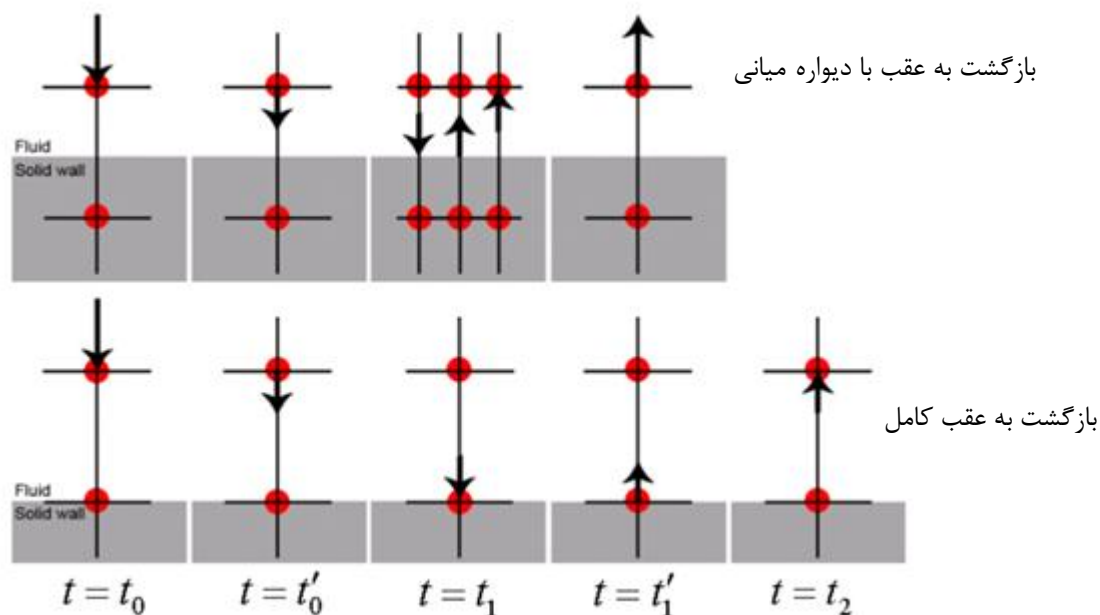 بازگشت به عقب با دیواره میانی
Fluid
Solid wall
بازگشت به عقب کامل
Fluid
Solid wall
t = t₀ t = t₀′ t = t₁ t = t₁′ t = t₂